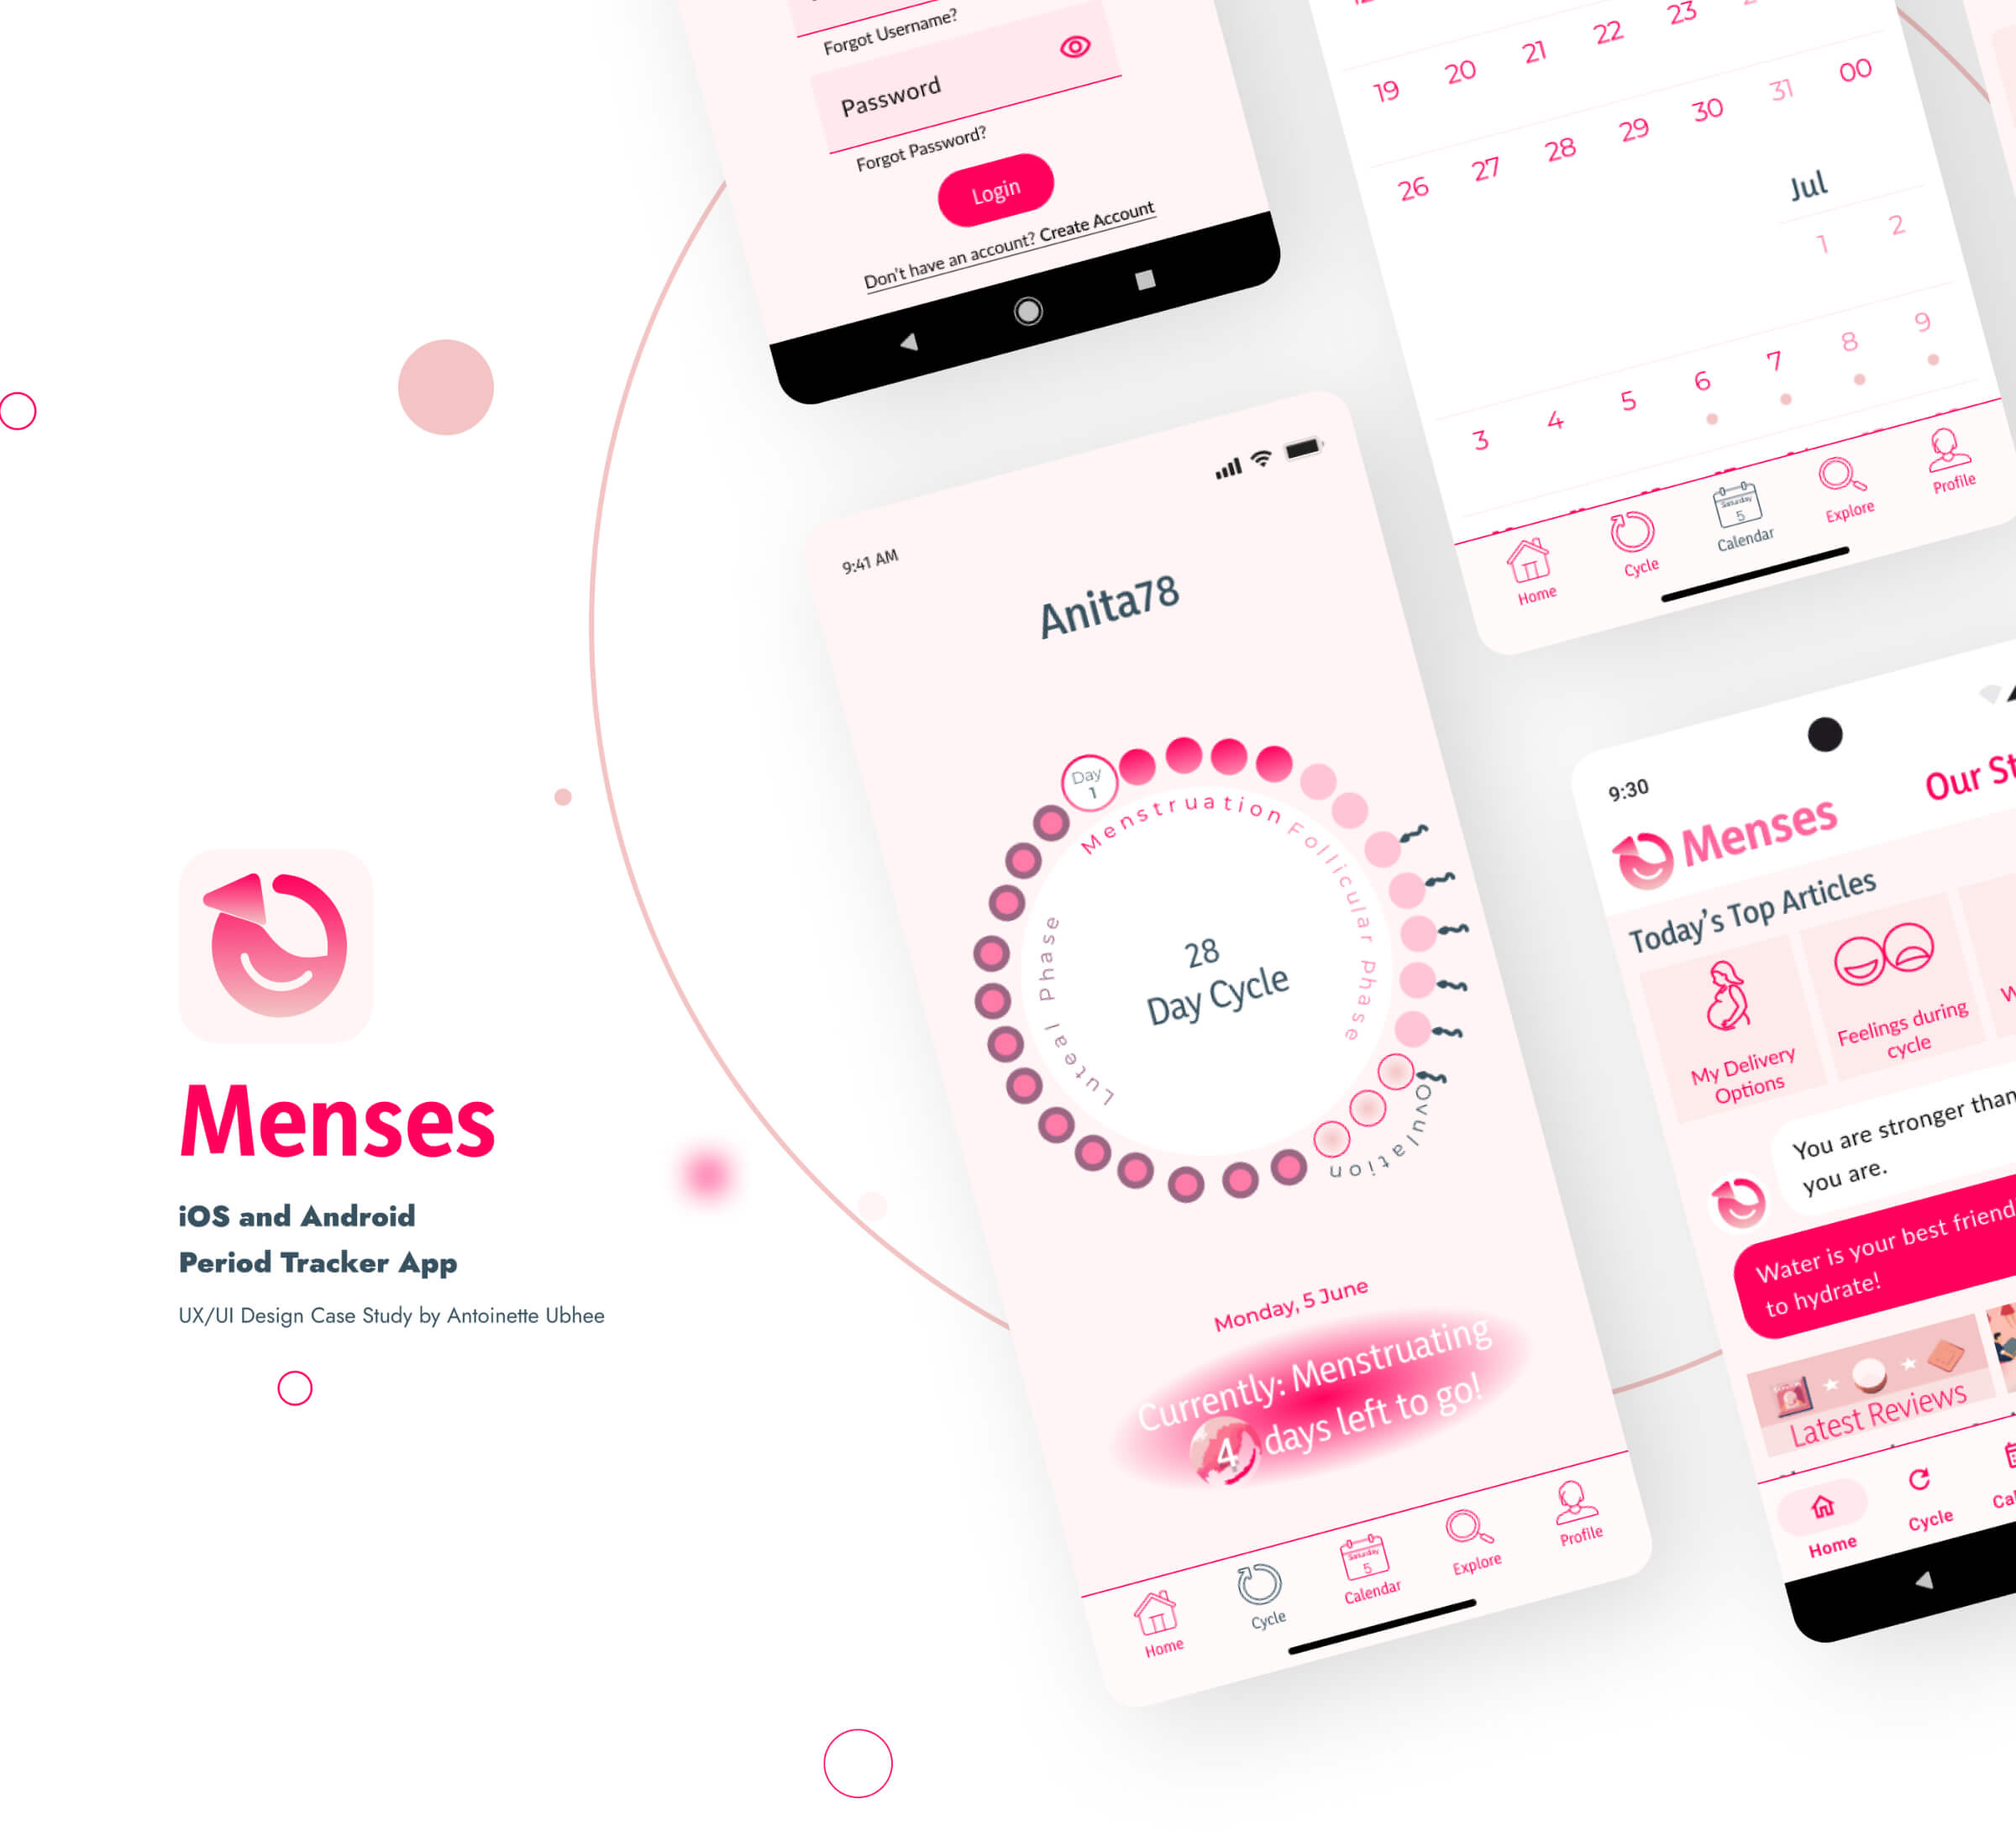 Forgot Username?
Password
Forgot Password?
Login
Don't have an account? Create Account
19 20 21 22 23
26 27 28 29 30 31 00
Jul
1 2
3 4 5 6 7 8 9
Home Cycle Saturday 5 Calendar Explore Profile
Menses
iOS and Android
Period Tracker App
UX/UI Design Case Study by Antoinette Ubhee
9:41 AM
Anita78
Day
1
Menstruation
Follicular Phase
Ovulation
Luteal Phase
28
Day Cycle
Monday, 5 June
Currently: Menstruating
4 days left to go!
Home Cycle Saturday 5 Calendar Explore Profile
9:30
Menses
Our
Today's Top Articles
My Delivery
Options
Feelings during
cycle
You are stronger than
you are.
Water is your best friend
to hydrate!
Latest Reviews
Home Cycle